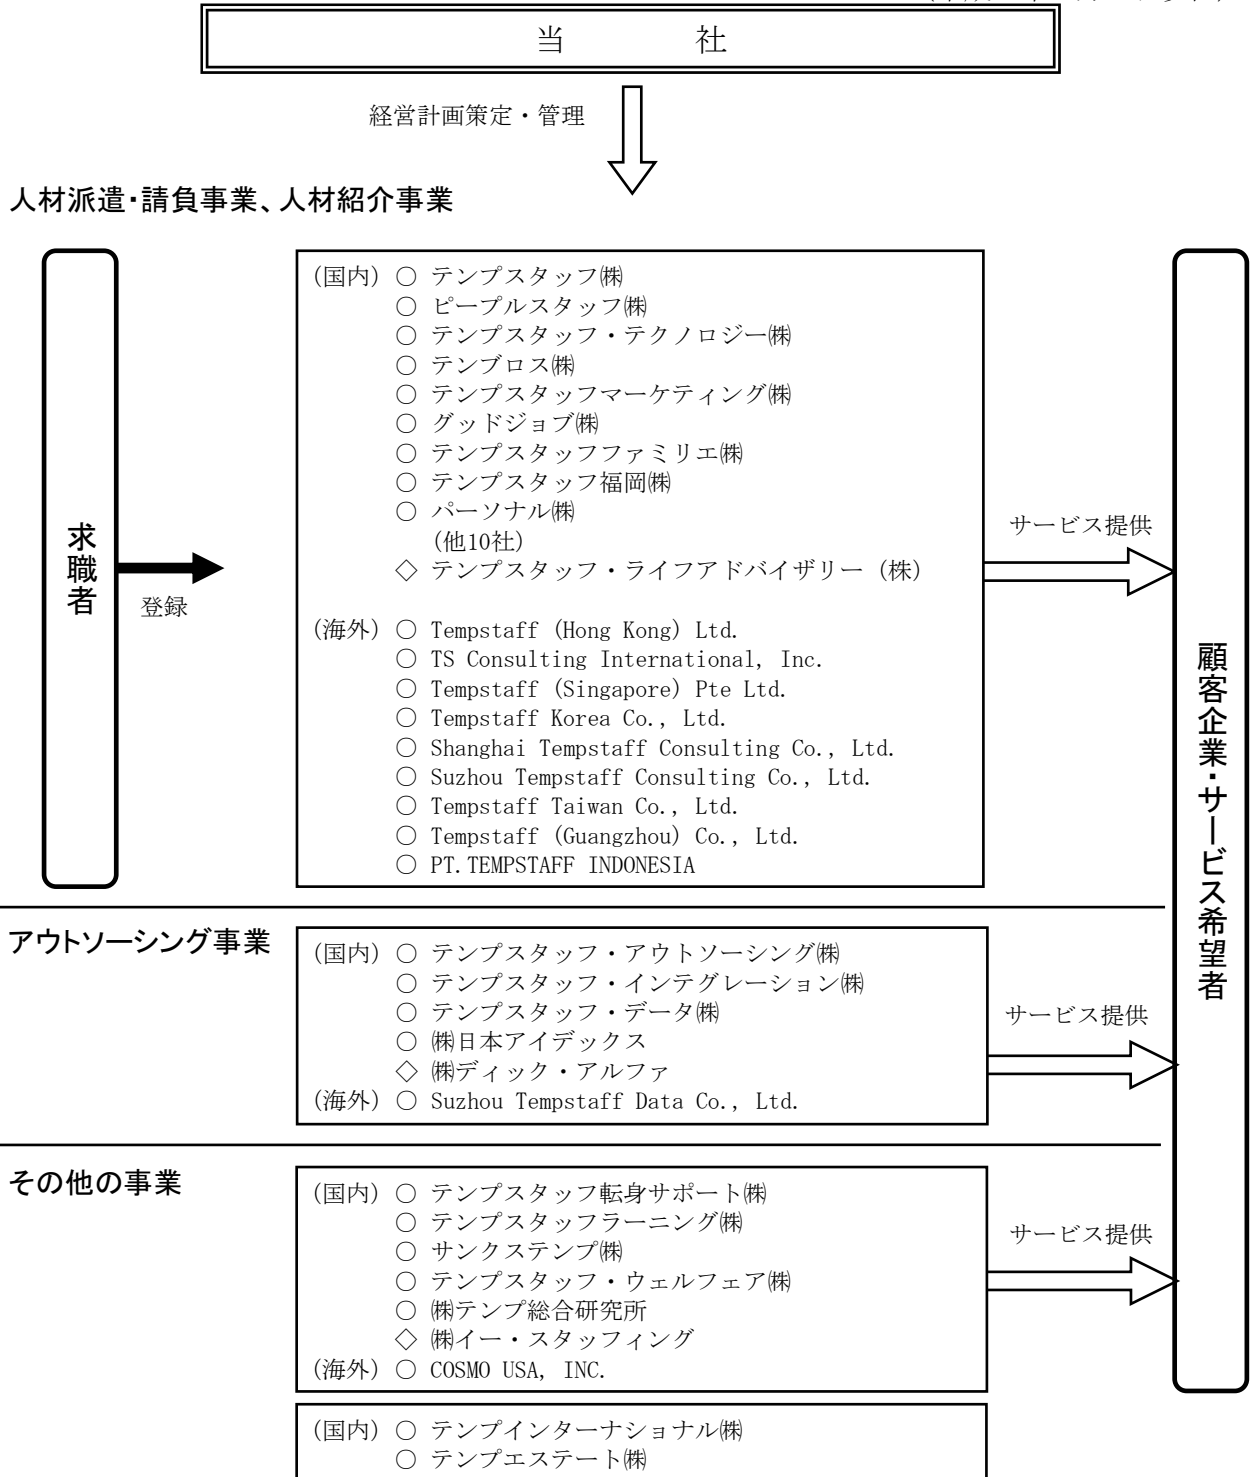 当 社
経営計画策定・管理
人材派遣・請負事業、人材紹介事業
求職者
登録
(国内) ○ テンプスタッフ㈱
○ ピープルスタッフ㈱
○ テンプスタッフ・テクノロジー㈱
○ テンブロス㈱
○ テンプスタッフマーケティング㈱
○ グッドジョブ㈱
○ テンプスタッフファミリエ㈱
○ テンプスタッフ福岡㈱
○ パーソナル㈱
(他10社)
◇ テンプスタッフ・ライフアドバイザリー（株）
(海外) ○ Tempstaff (Hong Kong) Ltd.
○ TS Consulting International, Inc.
○ Tempstaff (Singapore) Pte Ltd.
○ Tempstaff Korea Co., Ltd.
○ Shanghai Tempstaff Consulting Co., Ltd.
○ Suzhou Tempstaff Consulting Co., Ltd.
○ Tempstaff Taiwan Co., Ltd.
○ Tempstaff (Guangzhou) Co., Ltd.
○ PT.TEMPSTAFF INDONESIA
サービス提供
顧客企業・サービス希望者
アウトソーシング事業
(国内) ○ テンプスタッフ・アウトソーシング㈱
○ テンプスタッフ・インテグレーション㈱
○ テンプスタッフ・データ㈱
○ ㈱日本アイデックス
◇ ㈱ディック・アルファ
(海外) ○ Suzhou Tempstaff Data Co., Ltd.
サービス提供
その他の事業
(国内) ○ テンプスタッフ転身サポート㈱
○ テンプスタッフラーニング㈱
○ サンクステンプ㈱
○ テンプスタッフ・ウェルフェア㈱
○ ㈱テンプ総合研究所
◇ ㈱イー・スタッフィング
(海外) ○ COSMO USA, INC.
サービス提供
(国内) ○ テンプインターナショナル㈱
○ テンプエステート㈱